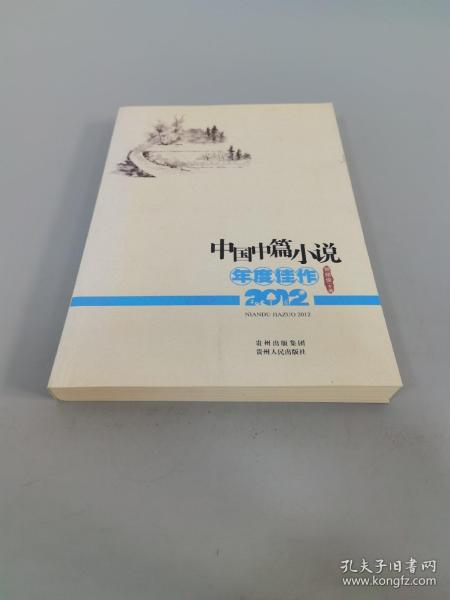 中国中篇小说
年度佳作
2012
NIANDU JIAZUO 2012
贵州出版集团
贵州人民出版社
孔夫子旧书网
www.kongfz.com